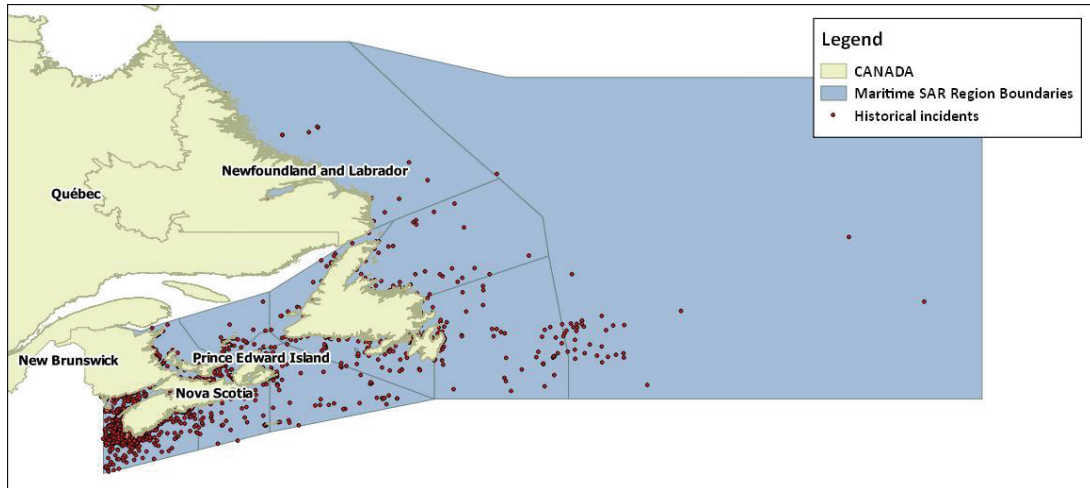 Legend
CANADA
Maritime SAR Region Boundaries
Historical incidents
Newfoundland and Labrador
Québec
New Brunswick
Prince Edward Island
Nova Scotia